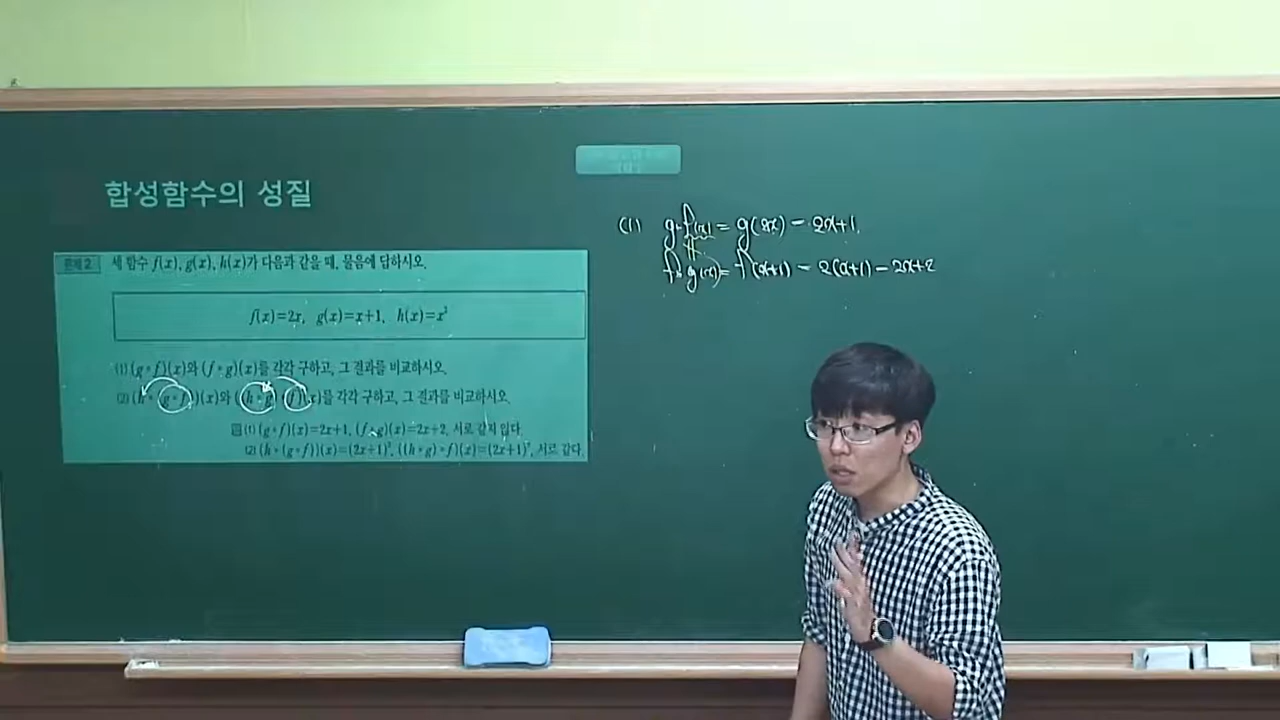 합성함수의 성질
문제 2 세 함수 f(x), g(x), h(x)가 다음과 같을 때, 물음에 답하시오.
f(x)=2x, g(x)=x+1, h(x)=x²
(1) (g∘f)(x)와 (f∘g)(x)를 각각 구하고, 그 결과를 비교하시오.
(2) (h∘(g∘f))(x)와 ((h∘g)∘f)(x)를 각각 구하고, 그 결과를 비교하시오.
답 (1) (g∘f)(x)=2x+1, (f∘g)(x)=2x+2, 서로 같지 않다.
(2) (h∘(g∘f))(x)=(2x+1)², ((h∘g)∘f)(x)=(2x+1)², 서로 같다.
(1) g∘f(x) = g(2x) = 2x+1.
f∘g(x) = f(x+1) = 2(x+1) = 2x+2